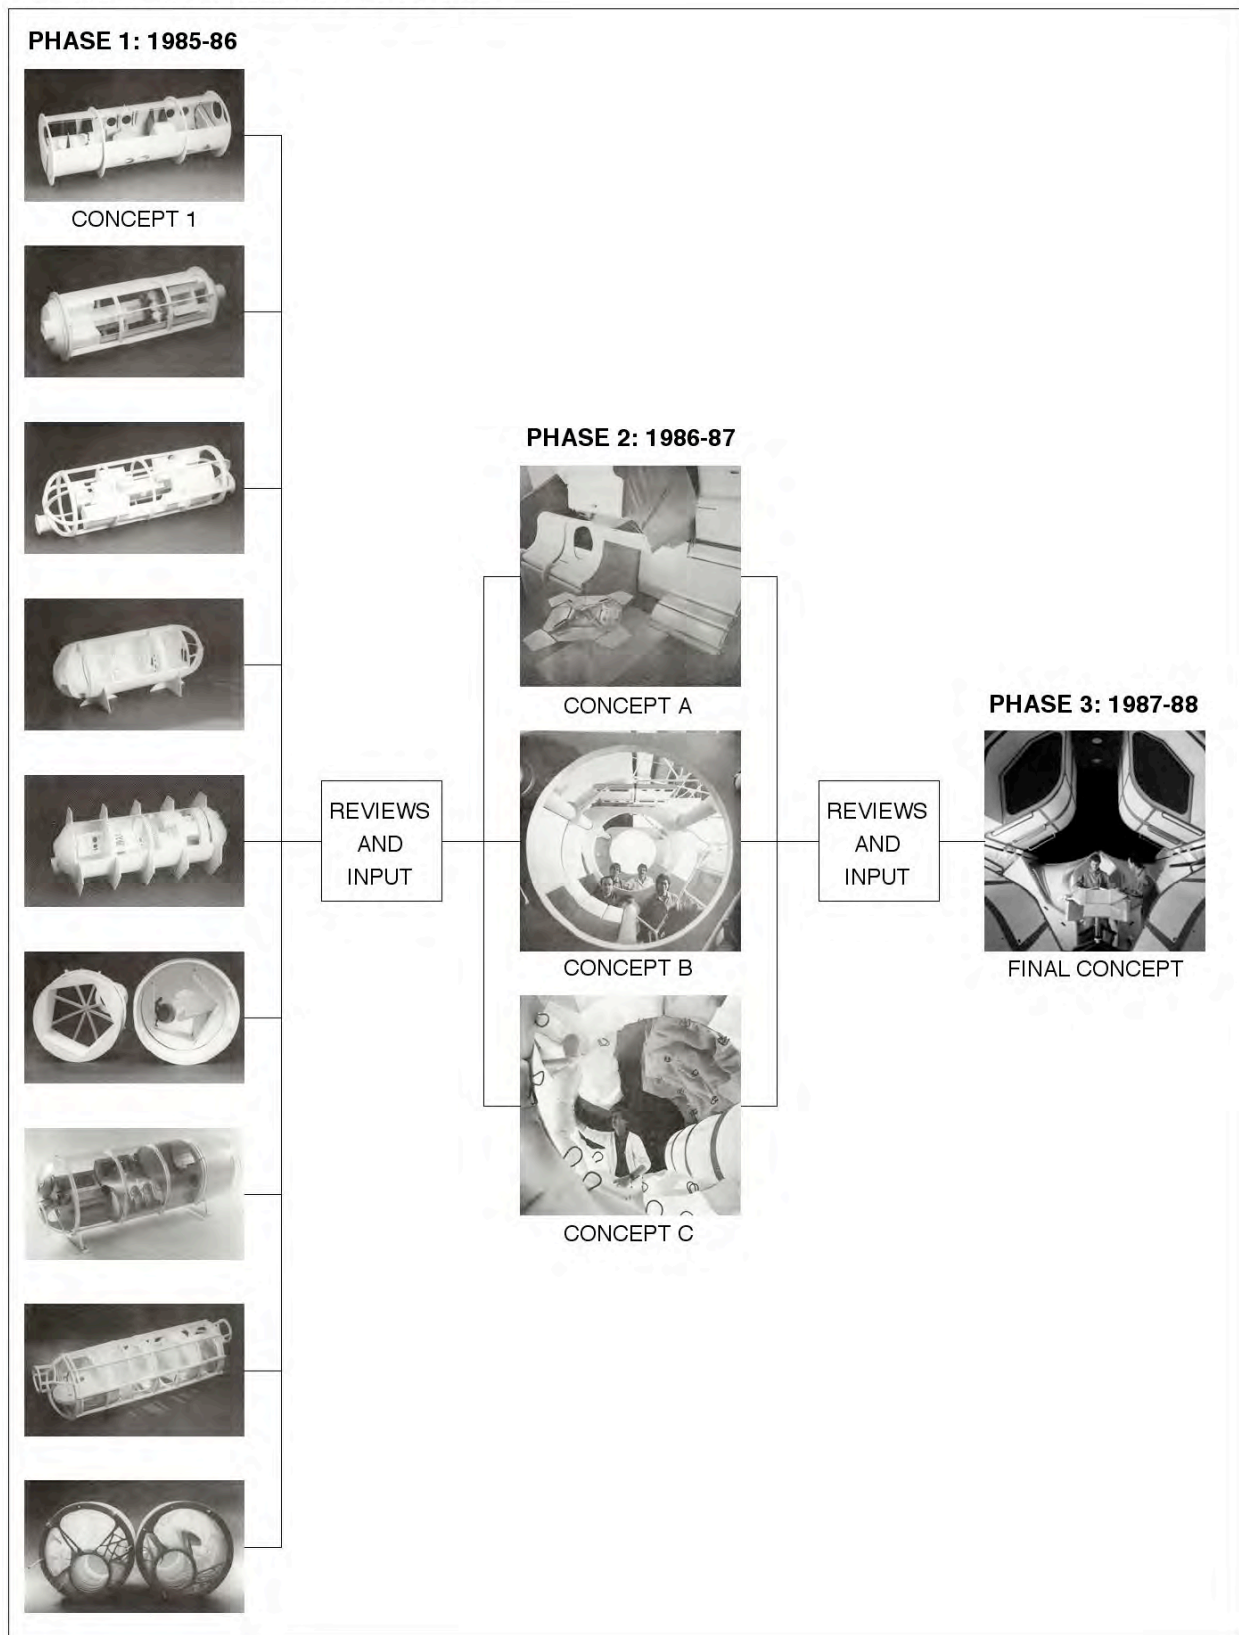 PHASE 1: 1985-86
CONCEPT 1
PHASE 2: 1986-87
CONCEPT A
CONCEPT B
CONCEPT C
REVIEWS
AND
INPUT
REVIEWS
AND
INPUT
PHASE 3: 1987-88
FINAL CONCEPT